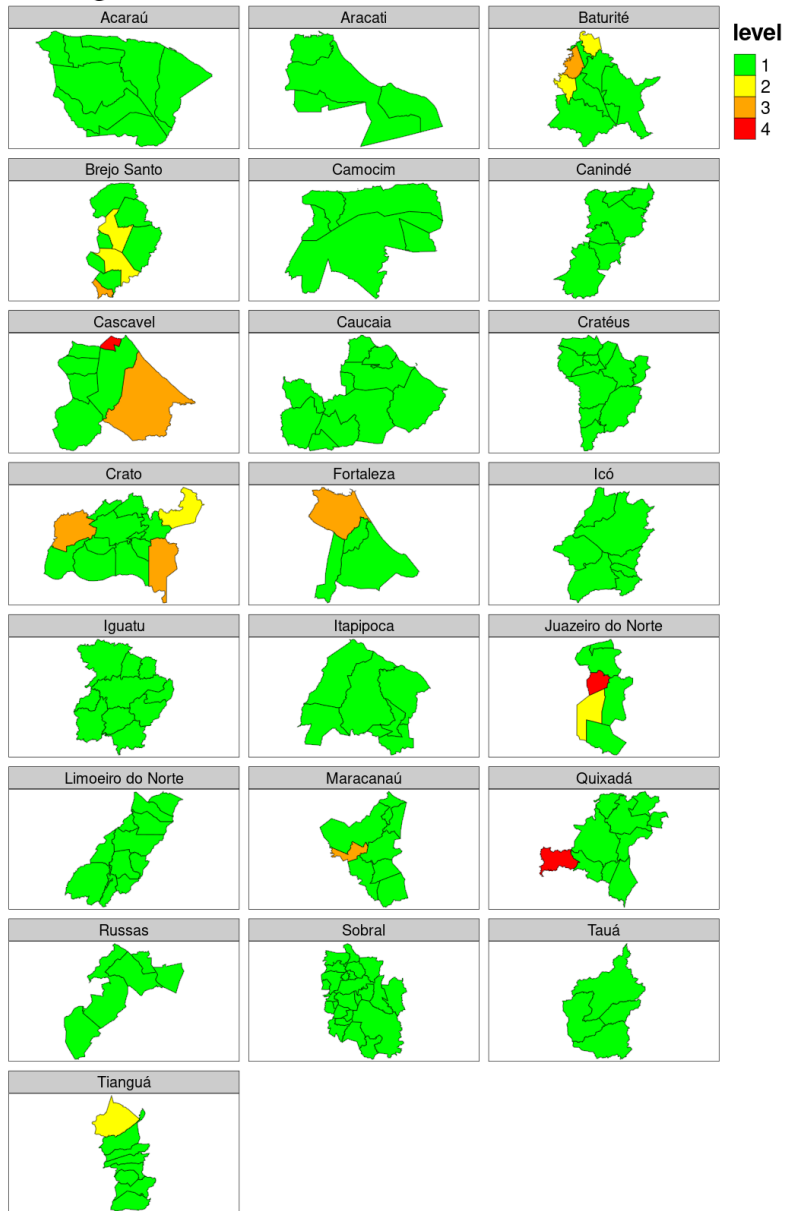 Acaraú
Aracati
Baturité
level
1
2
3
4
Brejo Santo
Camocim
Canindé
Cascavel
Caucaia
Cratéus
Crato
Fortaleza
Icó
Iguatu
Itapipoca
Juazeiro do Norte
Limoeiro do Norte
Maracanaú
Quixadá
Russas
Sobral
Tauá
Tianguá